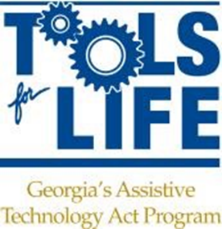 TOOLS
for LIFE
Georgia's Assistive
Technology Act Program